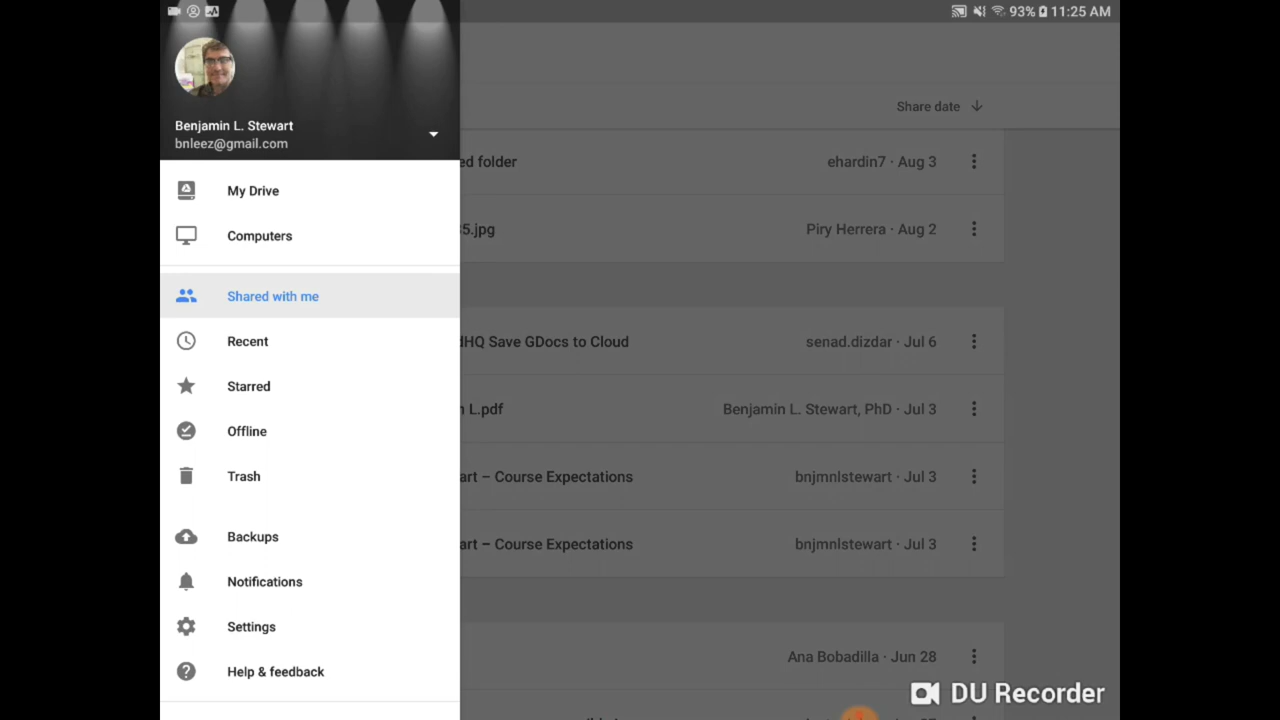 93% 11:25 AM
Benjamin L. Stewart
bnleez@gmail.com
My Drive
Computers
Shared with me
Recent
Starred
Offline
Trash
Backups
Notifications
Settings
Help & feedback
Share date
ed folder ehardin7 · Aug 3
5.jpg Piry Herrera · Aug 2
HQ Save GDocs to Cloud senad.dizdar · Jul 6
L.pdf Benjamin L. Stewart, PhD · Jul 3
art – Course Expectations bnjmnlstewart · Jul 3
art – Course Expectations bnjmnlstewart · Jul 3
Ana Bobadilla · Jun 28
DU Recorder